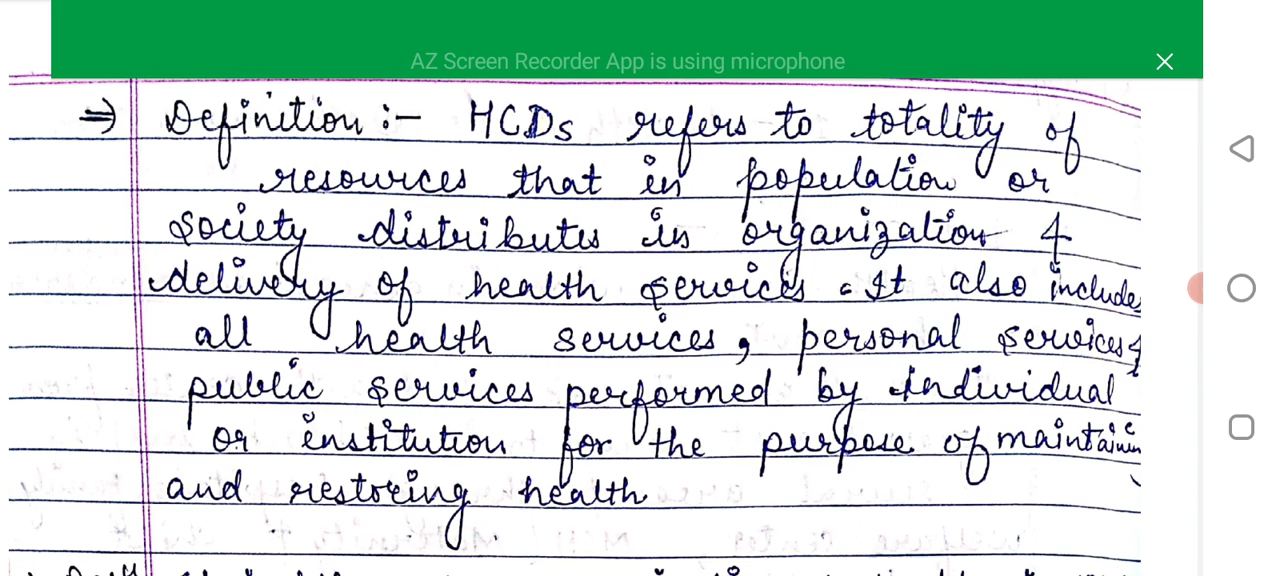 AZ Screen Recorder App is using microphone
⇒ Definition :- HCDs refers to totality of
resources that in population or
society distributes in organization &
delivery of health services. It also includes
all health services, personal services &
public services performed by individual
or institution for the purpose of maintainin
and restoring health